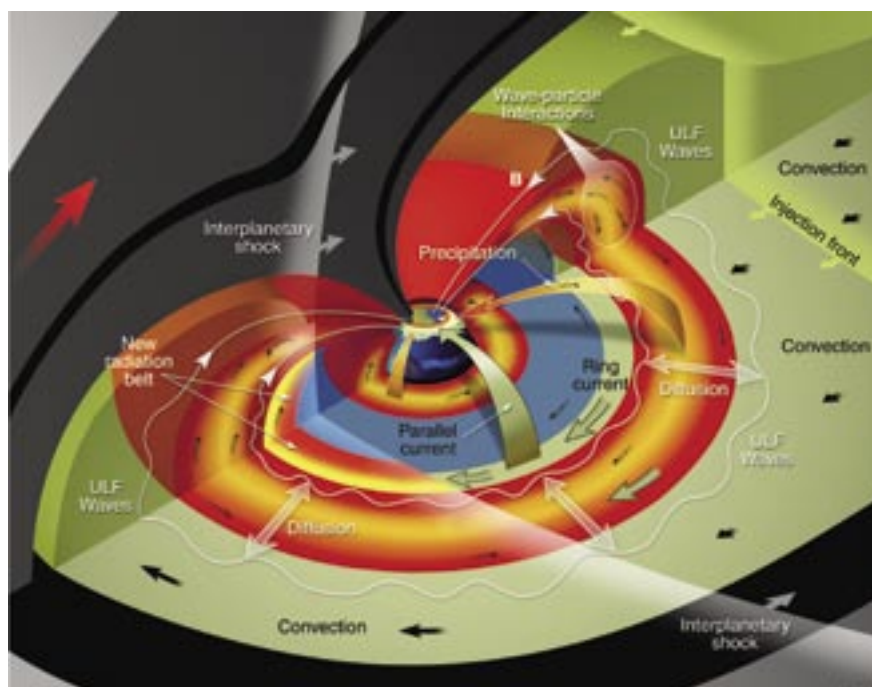 Wave-particle
Interactions
ULF
Waves
Convection
B
Injection front
Interplanetary
shock
Precipitation
New
radiation
belt
Convection
Ring
current
Diffusion
Parallel
current
ULF
Waves
ULF
Waves
Diffusion
Convection
Interplanetary
shock